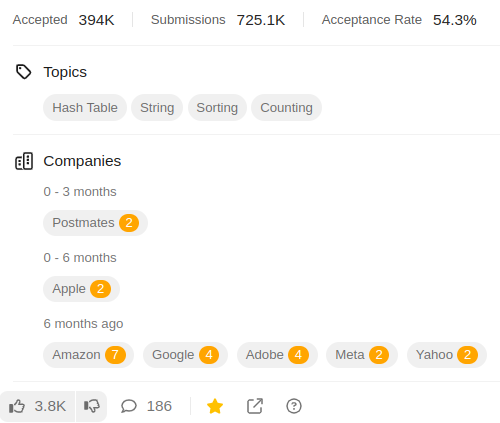 Accepted 394K Submissions 725.1K Acceptance Rate 54.3%
Topics
Hash Table String Sorting Counting
Companies
0 - 3 months
Postmates 2
0 - 6 months
Apple 2
6 months ago
Amazon 7 Google 4 Adobe 4 Meta 2 Yahoo 2
3.8K 186